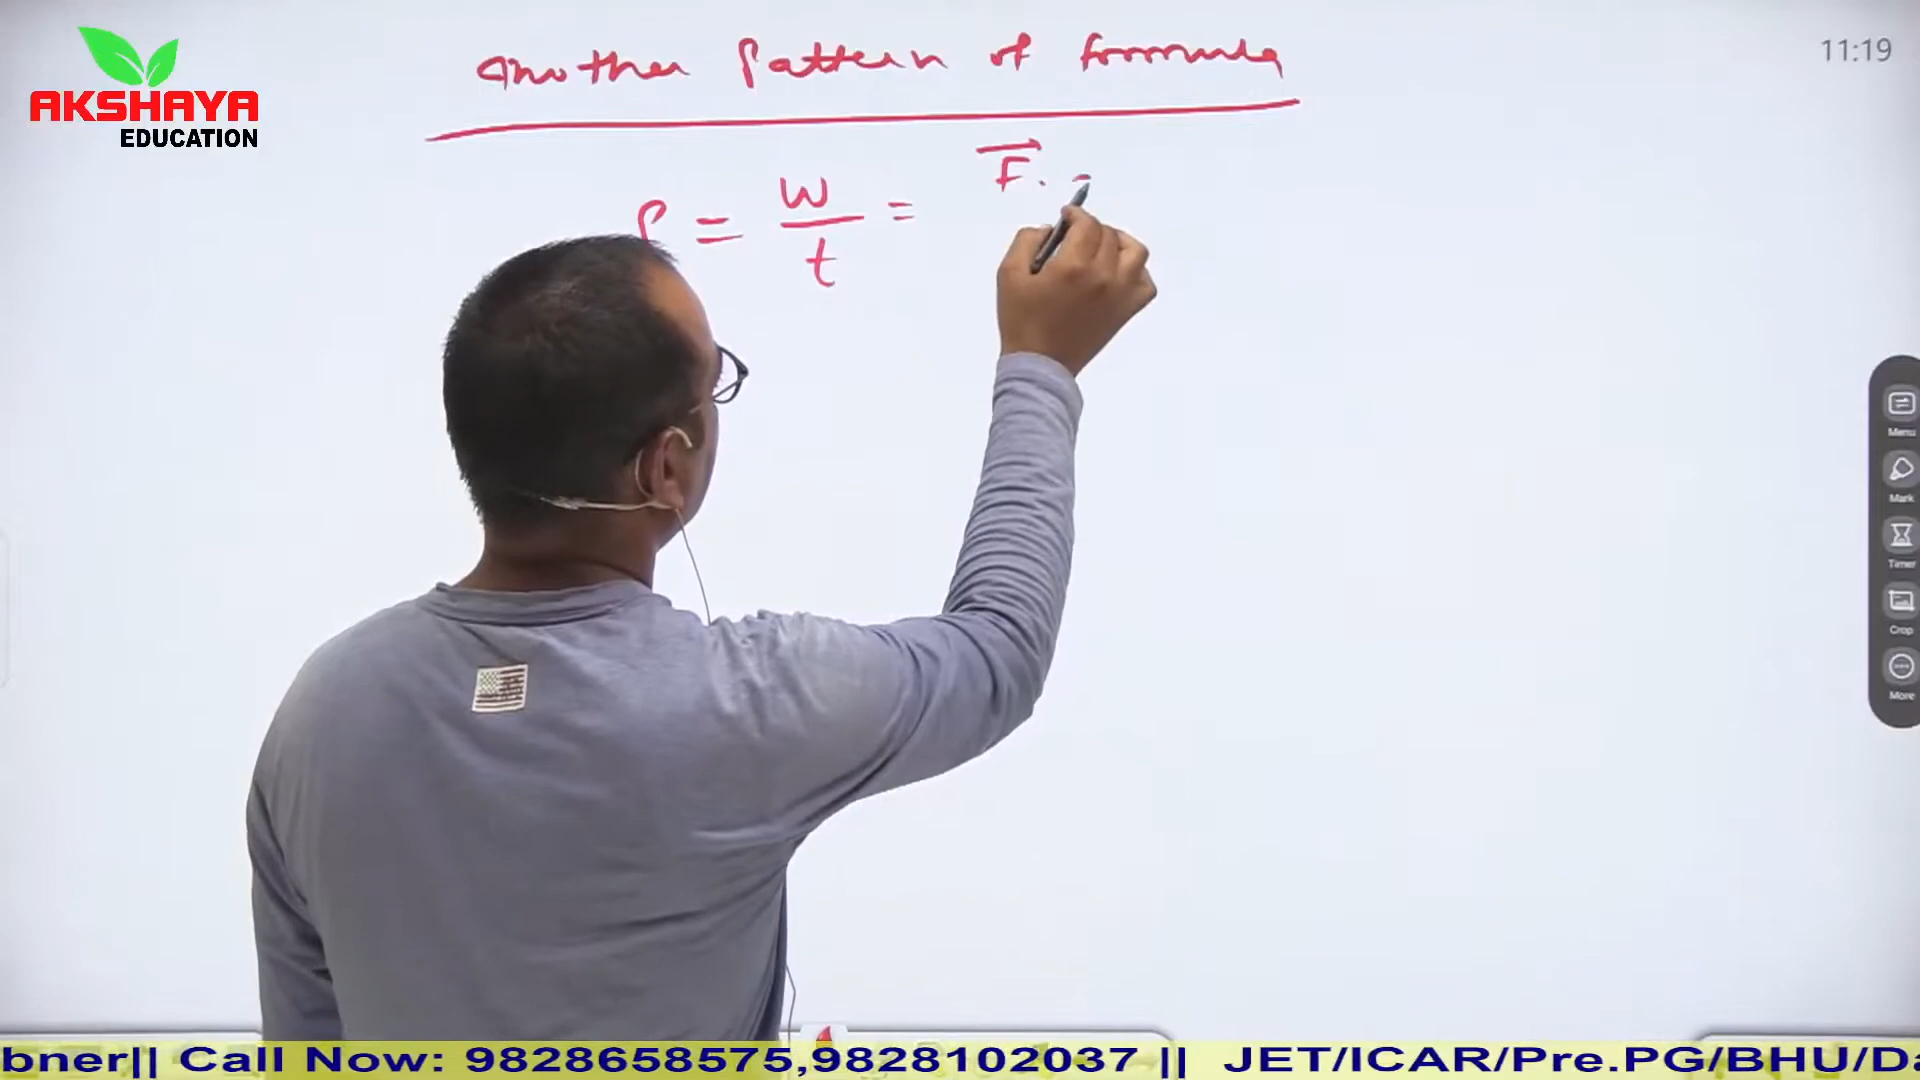 AKSHAYA
EDUCATION
Another Pattern of formula
11:19
P = W/t = F⃗ .
Menu
Mark
Timer
Crop
More
bner|| Call Now: 9828658575,9828102037 || JET/ICAR/Pre.PG/BHU/Da